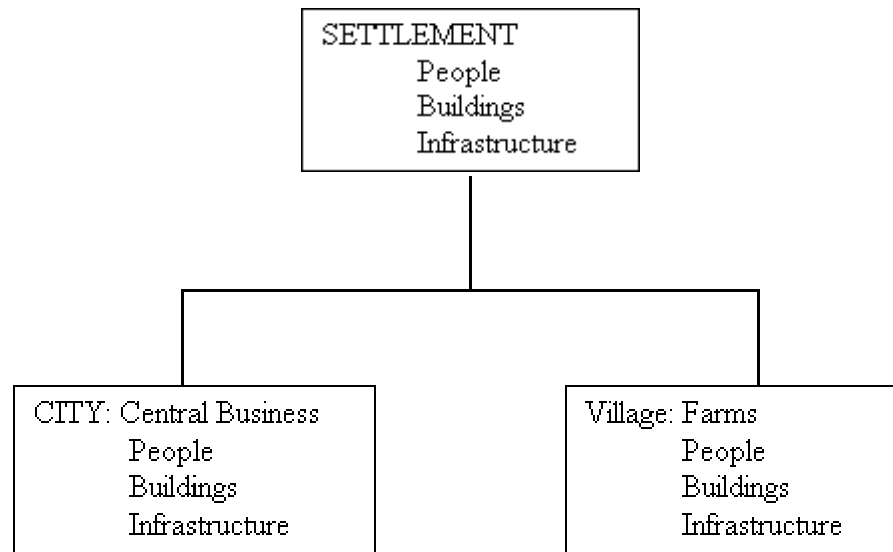 SETTLEMENT
People
Buildings
Infrastructure
CITY: Central Business
People
Buildings
Infrastructure
Village: Farms
People
Buildings
Infrastructure